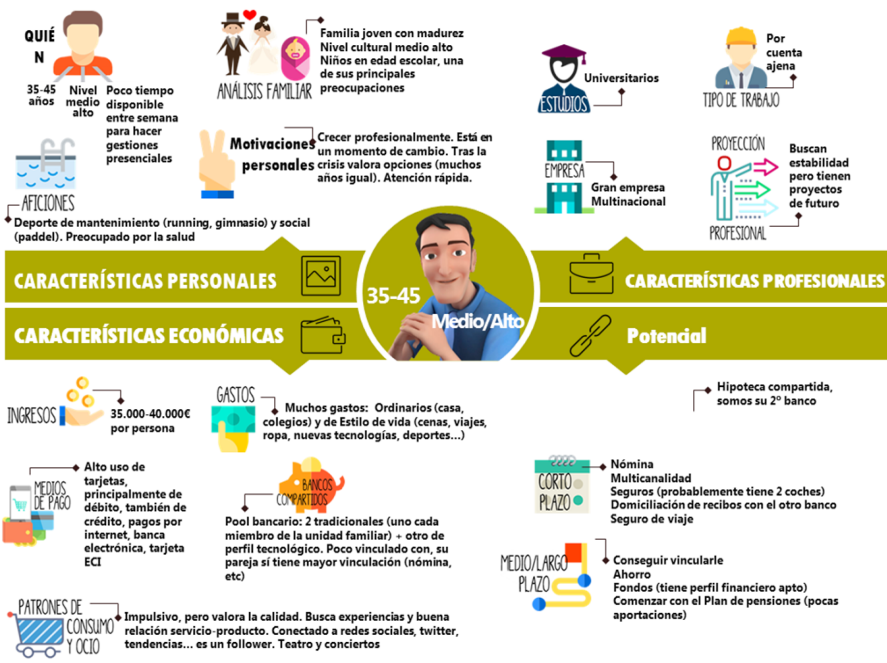 QUIÉ
N
35-45
años
Nivel
medio
alto
Poco tiempo
disponible
entre semana
para hacer
gestiones
presenciales
ANÁLISIS FAMILIAR
Familia joven con madurez
Nivel cultural medio alto
Niños en edad escolar, una
de sus principales
preocupaciones
AFICIONES
Deporte de mantenimiento (running, gimnasio) y social
(paddel). Preocupado por la salud
Motivaciones
personales
Crecer profesionalmente. Está en
un momento de cambio. Tras la
crisis valora opciones (muchos
años igual). Atención rápida.
ESTUDIOS
Universitarios
TIPO DE TRABAJO
Por
cuenta
ajena
EMPRESA
Gran empresa
Multinacional
PROYECCIÓN
PROFESIONAL
Buscan
estabilidad
pero tienen
proyectos
de futuro
CARACTERÍSTICAS PERSONALES
CARACTERÍSTICAS PROFESIONALES
35-45
Medio/Alto
CARACTERÍSTICAS ECONÓMICAS
Potencial
INGRESOS
35.000-40.000€
por persona
GASTOS
Muchos gastos: Ordinarios (casa,
colegios) y de Estilo de vida (cenas, viajes,
ropa, nuevas tecnologías, deportes...)
MEDIOS
DE PAGO
Alto uso de
tarjetas,
principalmente de
débito, también de
crédito, pagos por
internet, banca
electrónica, tarjeta
ECI
BANCOS
COMPARTIDOS
Pool bancario: 2 tradicionales (uno cada
miembro de la unidad familiar) + otro de
perfil tecnológico. Poco vinculado con, su
pareja sí tiene mayor vinculación (nómina,
etc)
PATRONES DE
CONSUMO
Y OCIO
Impulsivo, pero valora la calidad. Busca experiencias y buena
relación servicio-producto. Conectado a redes sociales, twitter,
tendencias... es un follower. Teatro y conciertos
Hipoteca compartida,
somos su 2º banco
CORTO
PLAZO
Nómina
Multicanalidad
Seguros (probablemente tiene 2 coches)
Domiciliación de recibos con el otro banco
Seguro de viaje
MEDIO/LARGO
PLAZO
Conseguir vincularle
Ahorro
Fondos (tiene perfil financiero apto)
Comenzar con el Plan de pensiones (pocas
aportaciones)